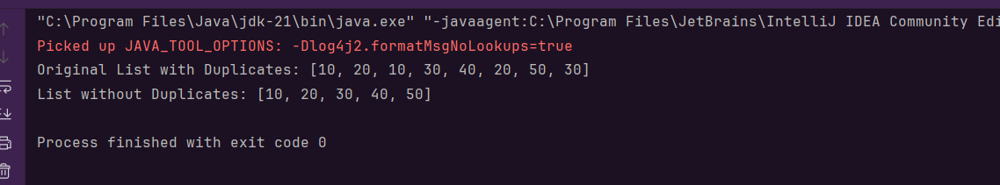 "C:\Program Files\Java\jdk-21\bin\java.exe" "-javaagent:C:\Program Files\JetBrains\IntelliJ IDEA Community Edi
Picked up JAVA_TOOL_OPTIONS: -Dlog4j2.formatMsgNoLookups=true
Original List with Duplicates: [10, 20, 10, 30, 40, 20, 50, 30]
List without Duplicates: [10, 20, 30, 40, 50]
Process finished with exit code 0